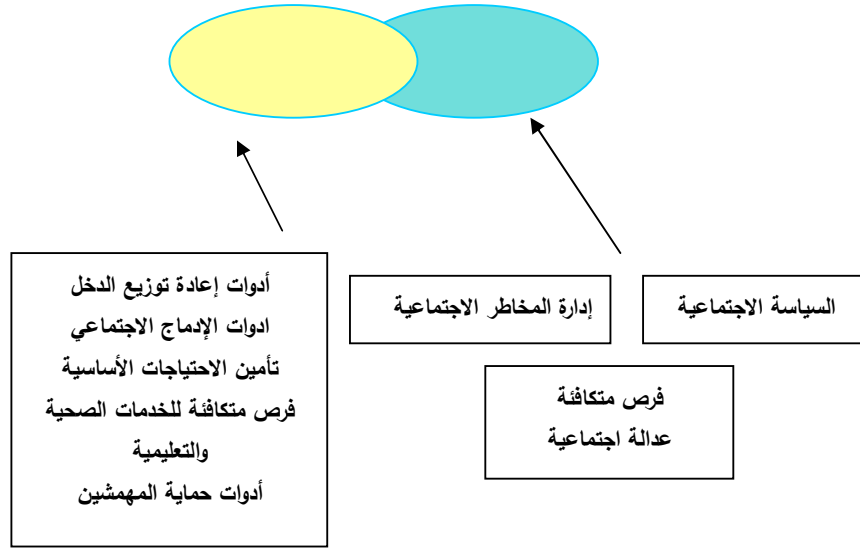 أدوات إعادة توزيع الدخل
ادوات الإدماج الاجتماعي
تأمين الاحتياجات الأساسية
فرص متكافئة للخدمات الصحية
والتعليمية
أدوات حماية المهمشين
إدارة المخاطر الاجتماعية
السياسة الاجتماعية
فرص متكافئة
عدالة اجتماعية